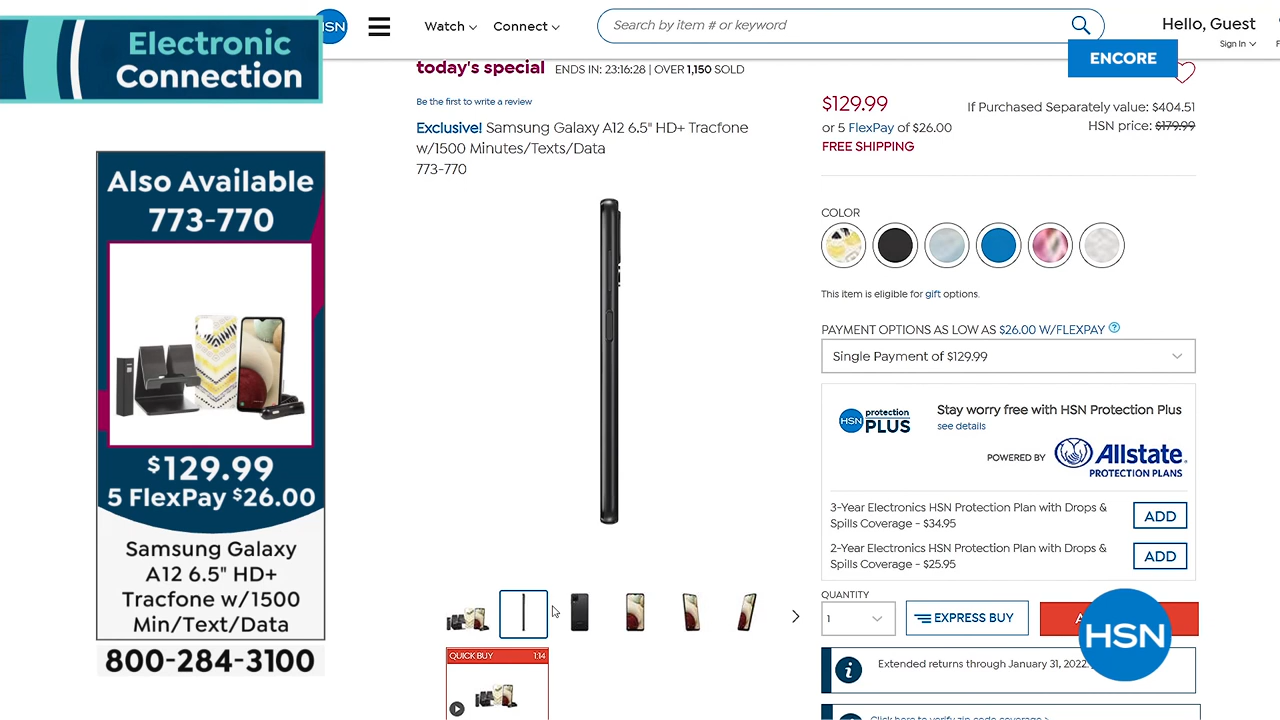 Electronic
Connection
HSN
Watch
Connect
Search by item # or keyword
Hello, Guest
Sign In
ENCORE
today's special ENDS IN: 23:16:28 | OVER 1,150 SOLD
Be the first to write a review
Exclusive! Samsung Galaxy A12 6.5" HD+ Tracfone
w/1500 Minutes/Texts/Data
773-770
$129.99
If Purchased Separately value: $404.51
or 5 FlexPay of $26.00
HSN price: $179.99
FREE SHIPPING
COLOR
This item is eligible for gift options.
PAYMENT OPTIONS AS LOW AS $26.00 W/FLEXPAY ?
Single Payment of $129.99
HSN protection
PLUS
Stay worry free with HSN Protection Plus
see details
POWERED BY Allstate.
PROTECTION PLANS
3-Year Electronics HSN Protection Plan with Drops &
Spills Coverage - $34.95
ADD
2-Year Electronics HSN Protection Plan with Drops &
Spills Coverage - $25.95
ADD
QUANTITY
1
EXPRESS BUY
HSN
Extended returns through January 31, 2022.
Click here to verify zip code coverage >
QUICK BUY 1:14
Also Available
773-770
$129.99
5 FlexPay $26.00
Samsung Galaxy
A12 6.5" HD+
Tracfone w/1500
Min/Text/Data
800-284-3100